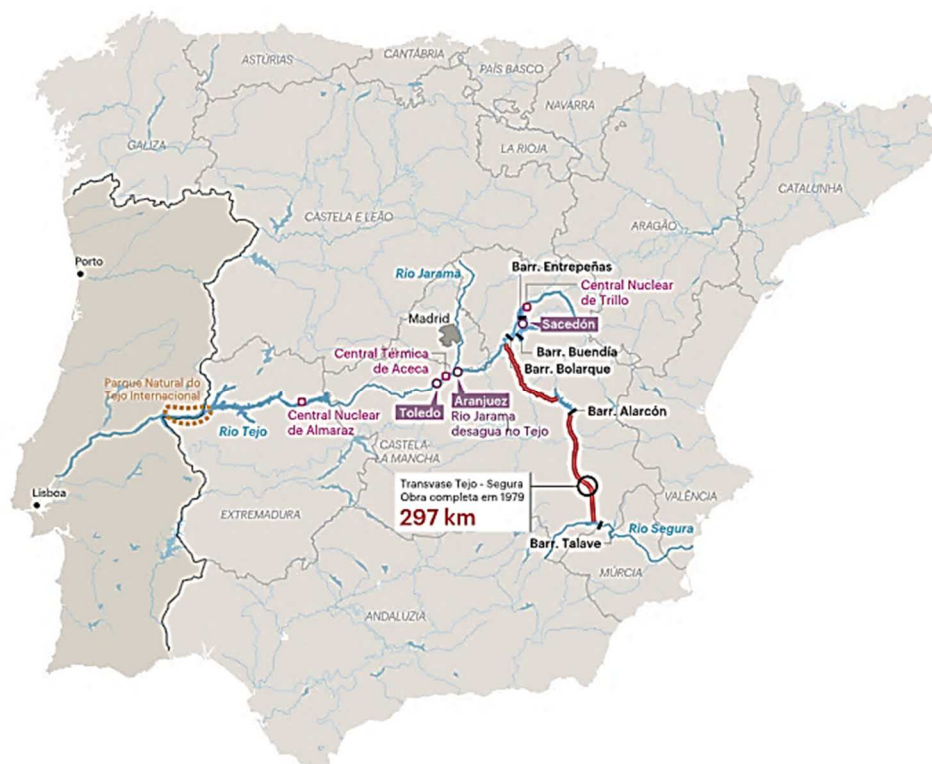 CANTÁBRIA
ASTÚRIAS
PAÍS BASCO
NAVARRA
GALIZA
LA RIOJA
CATALUNHA
CASTELA E LEÃO
ARAGÃO
Porto
Rio Jarama
Barr. Entrepeñas
Central Nuclear
de Trillo
Madrid
Sacedón
Central Térmica
de Aceca
Barr. Buendía
Barr. Bolarque
Parque Natural do
Tejo Internacional
Rio Tejo
Central Nuclear
de Almaraz
Toledo
Aranjuez
Rio Jarama
desagua no Tejo
Barr. Alarcón
CASTELA-
LA MANCHA
Lisboa
Transvase Tejo - Segura
Obra completa em 1979
297 km
VALÊNCIA
EXTREMADURA
Rio Segura
Barr. Talave
MÚRCIA
ANDALUZIA